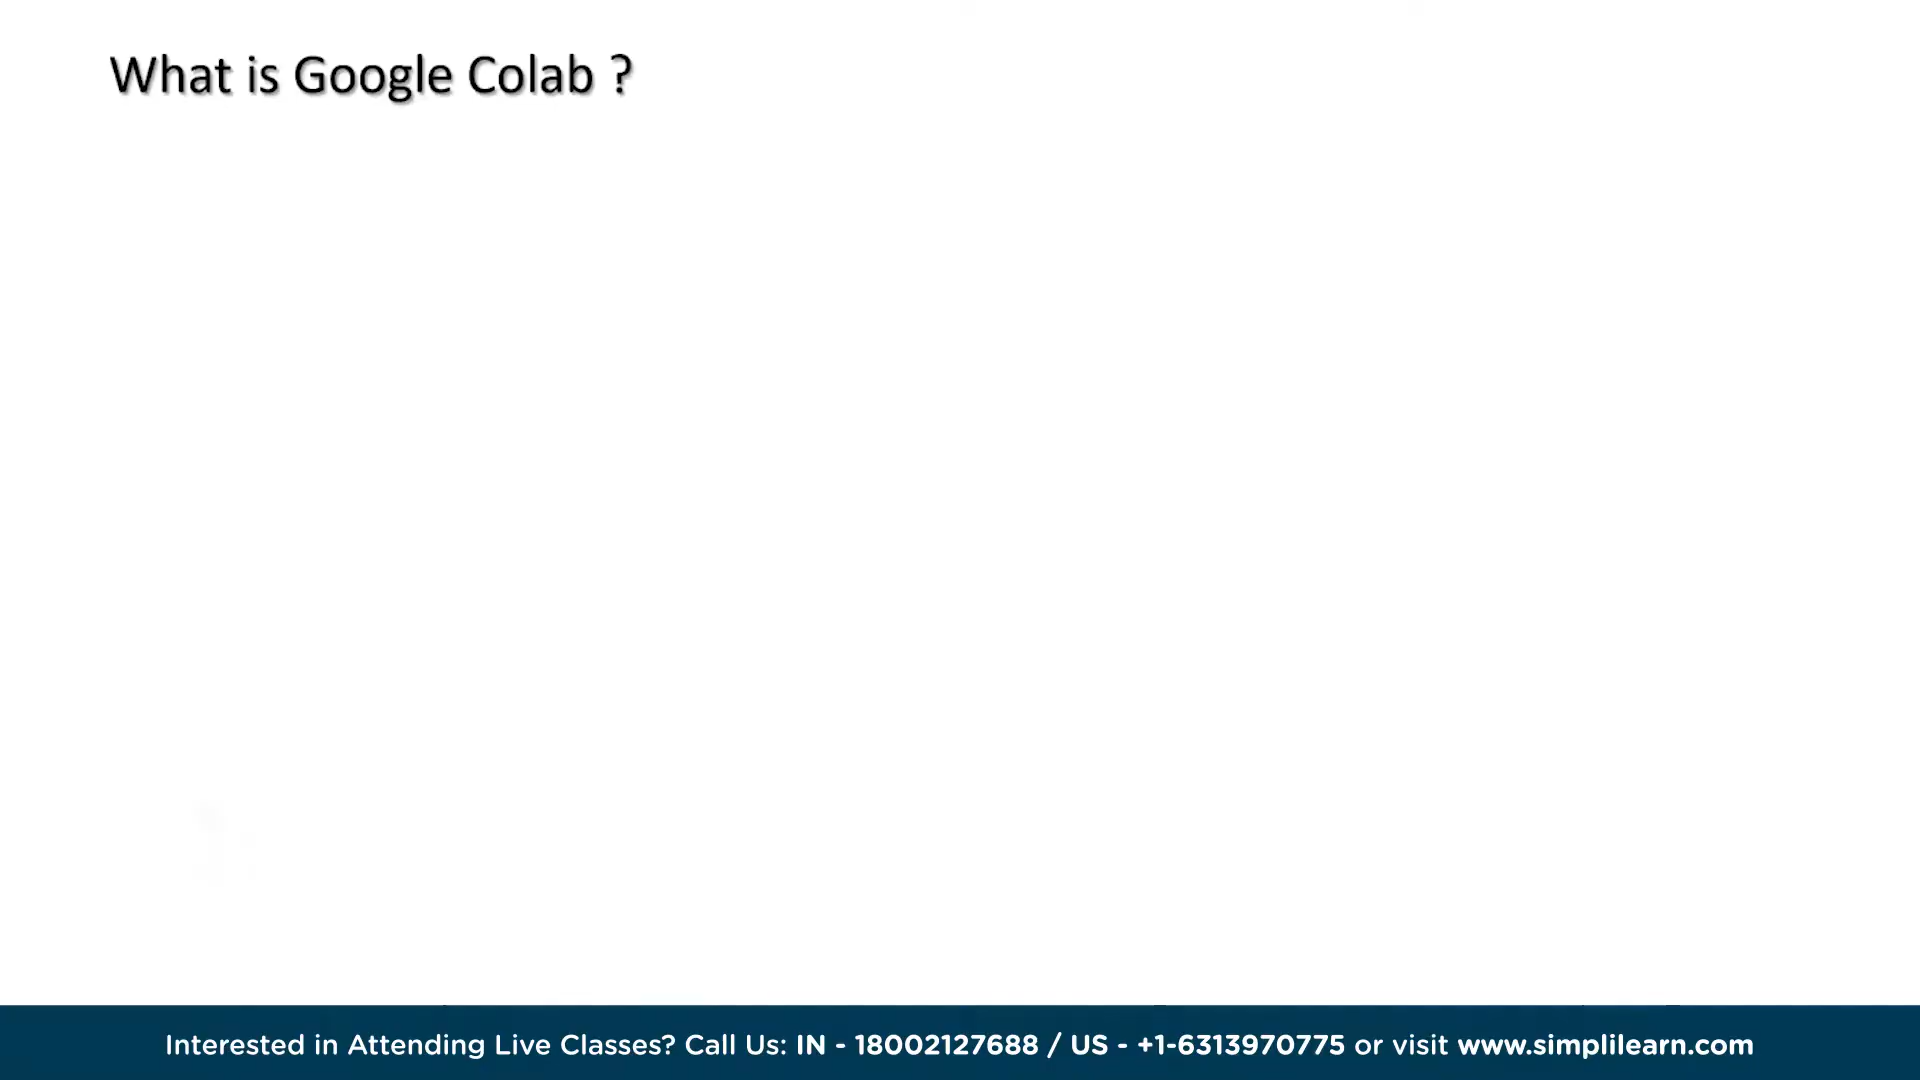 What is Google Colab ?
Interested in Attending Live Classes? Call Us: IN - 18002127688 / US - +1-6313970775 or visit www.simplilearn.com